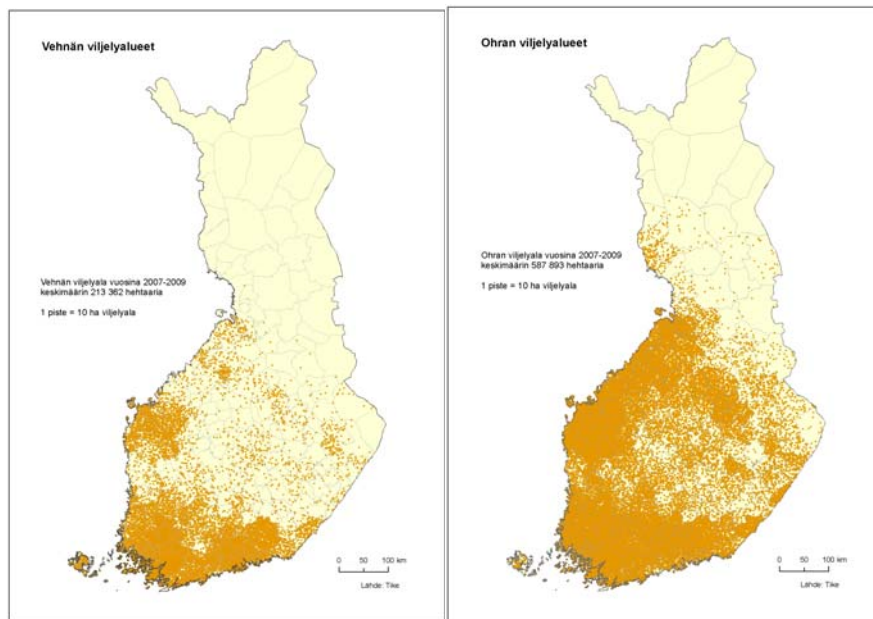 Vehnän viljelyalueet
Vehnän viljelyala vuosina 2007-2009
keskimäärin 213 362 hehtaaria
1 piste = 10 ha viljelyala
0 50 100 km
Lähde: Tike
Ohran viljelyalueet
Ohran viljelyala vuosina 2007-2009
keskimäärin 587 893 hehtaaria
1 piste = 10 ha viljelyala
0 50 100 km
Lähde: Tike